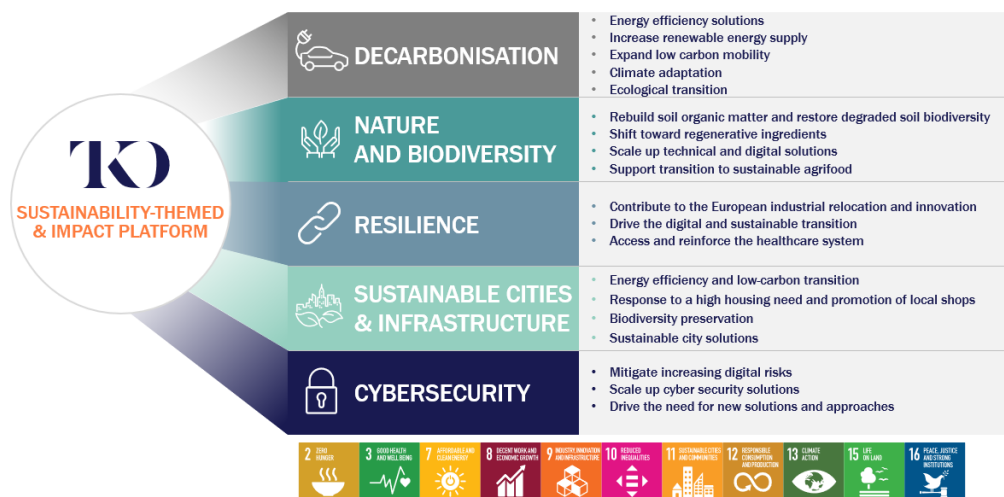 TKO
SUSTAINABILITY-THEMED
& IMPACT PLATFORM
DECARBONISATION
• Energy efficiency solutions
• Increase renewable energy supply
• Expand low carbon mobility
• Climate adaptation
• Ecological transition
NATURE
AND BIODIVERSITY
• Rebuild soil organic matter and restore degraded soil biodiversity
• Shift toward regenerative ingredients
• Scale up technical and digital solutions
• Support transition to sustainable agrifood
RESILIENCE
• Contribute to the European industrial relocation and innovation
• Drive the digital and sustainable transition
• Access and reinforce the healthcare system
SUSTAINABLE CITIES
& INFRASTRUCTURE
• Energy efficiency and low-carbon transition
• Response to a high housing need and promotion of local shops
• Biodiversity preservation
• Sustainable city solutions
CYBERSECURITY
• Mitigate increasing digital risks
• Scale up cyber security solutions
• Drive the need for new solutions and approaches
2 ZERO
HUNGER
3 GOOD HEALTH
AND WELL BEING
7 AFFORDABLE AND
CLEAN ENERGY
8 DECENT WORK AND
ECONOMIC GROWTH
9 INDUSTRY, INNOVATION
AND INFRASTRUCTURE
10 REDUCED
INEQUALITIES
11 SUSTAINABLE CITIES
AND COMMUNITIES
12 RESPONSIBLE
CONSUMPTION
AND PRODUCTION
13 CLIMATE
ACTION
15 LIFE
ON LAND
16 PEACE, JUSTICE
AND STRONG
INSTITUTIONS